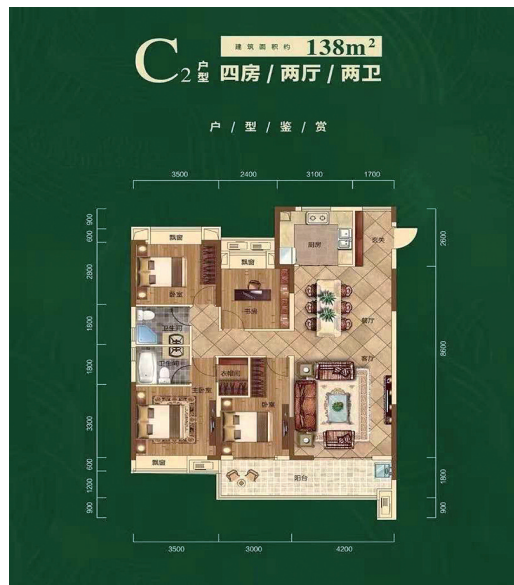 C2户型
建筑面积约 138m²
四房/两厅/两卫
户/型/鉴/赏
3500 2400 3100 1700
900
600
2800
1800
1800
3300
600
1200
900
2600
8600
1800
900
飘窗
厨房
玄关
飘窗
卧室
书房
卫生间
餐厅
卫生间
客厅
衣帽间
主卧室
卧室
飘窗
阳台
3500 3000 4200